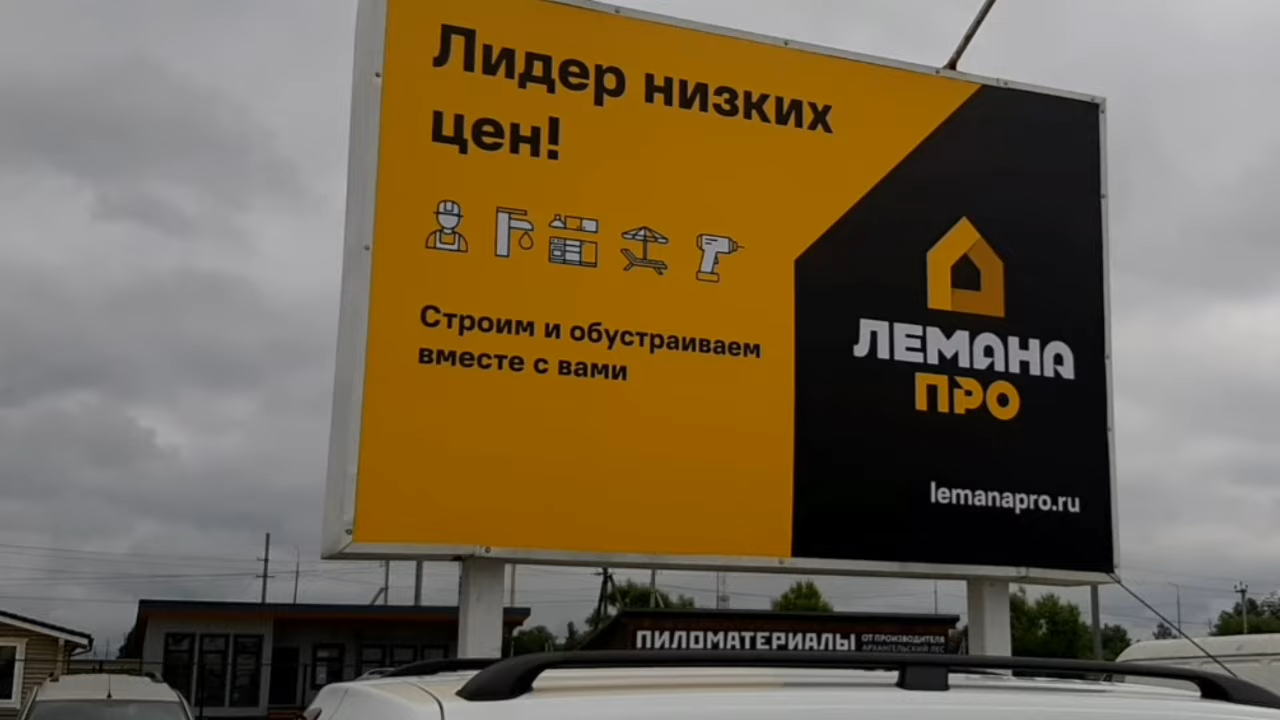 Лидер низких
цен!
Строим и обустраиваем
вместе с вами
ЛЕМАНА
ПРО
lemanapro.ru
ПИЛОМАТЕРИАЛЫ
ОТ ПРОИЗВОДИТЕЛЯ
АРХАНГЕЛЬСКИЙ ЛЕС